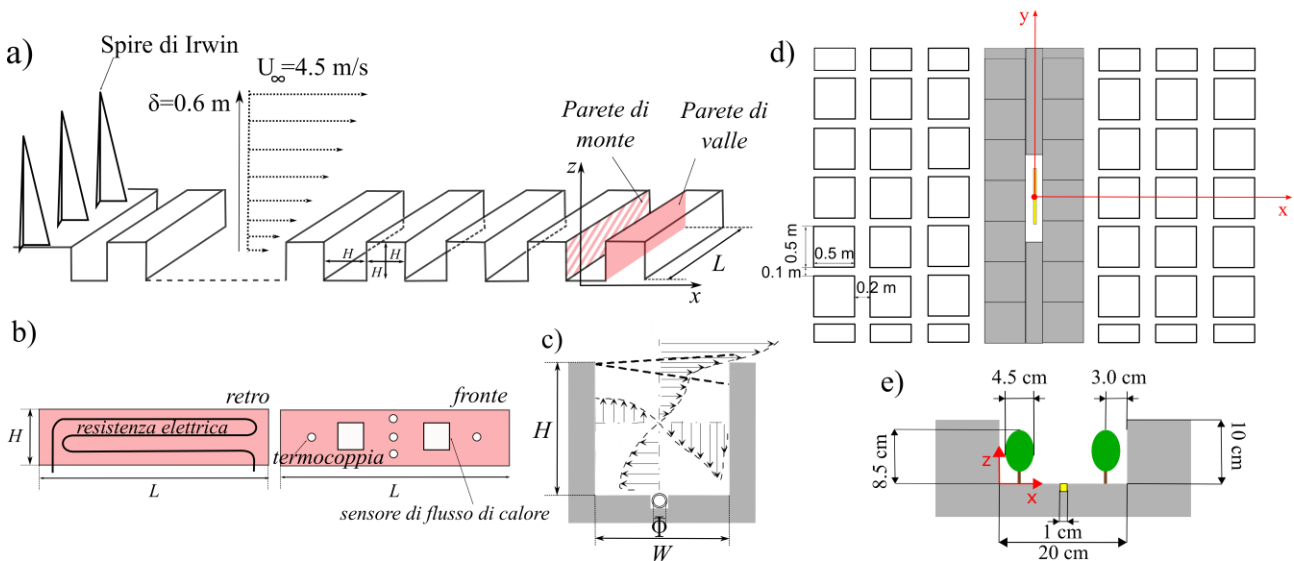 a)
Spire di Irwin
U∞=4.5 m/s
δ=0.6 m
Parete di
monte
Parete di
valle
z
H
H
H
L
x
b)
retro
fronte
H
resistenza elettrica
termocoppia
L
L
sensore di flusso di calore
c)
H
Φ
W
d)
y
x
0.5 m
0.5 m
0.1 m
0.2 m
e)
4.5 cm
3.0 cm
8.5 cm
10 cm
z
x
1 cm
20 cm